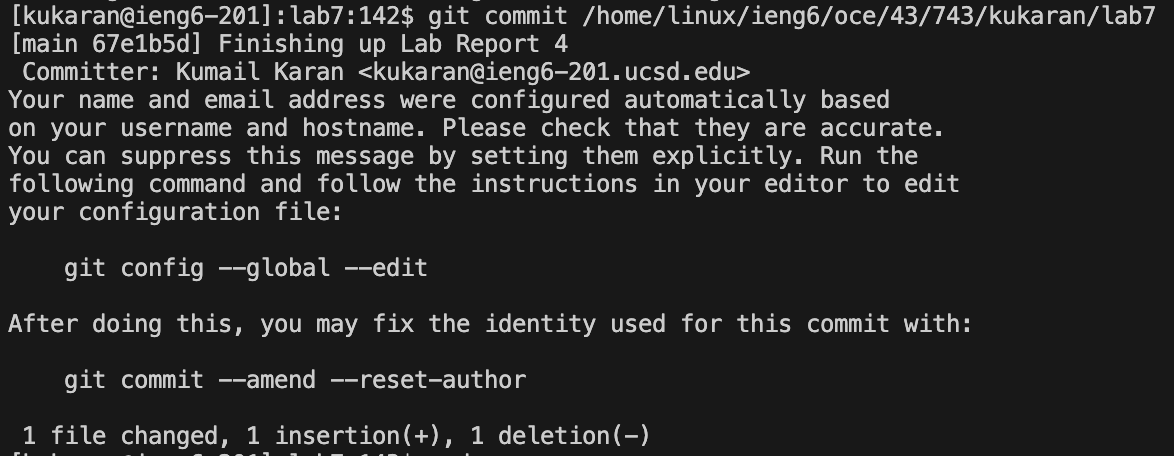 [kukaran@ieng6-201]:lab7:142$ git commit /home/linux/ieng6/oce/43/743/kukaran/lab7
[main 67e1b5d] Finishing up Lab Report 4
 Committer: Kumail Karan <kukaran@ieng6-201.ucsd.edu>
Your name and email address were configured automatically based
on your username and hostname. Please check that they are accurate.
You can suppress this message by setting them explicitly. Run the
following command and follow the instructions in your editor to edit
your configuration file:

    git config --global --edit

After doing this, you may fix the identity used for this commit with:

    git commit --amend --reset-author

 1 file changed, 1 insertion(+), 1 deletion(-)